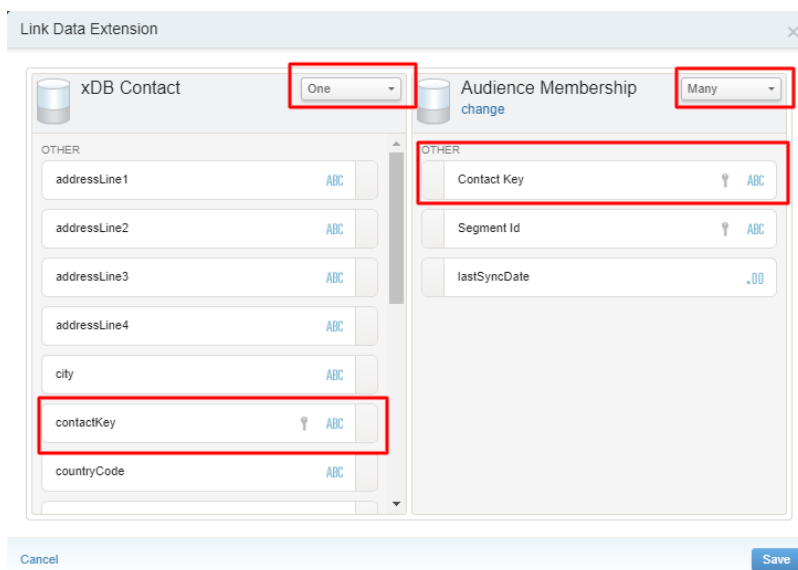 Link Data Extension
xDB Contact
One
OTHER
addressLine1
ABC
addressLine2
ABC
addressLine3
ABC
addressLine4
ABC
city
ABC
contactKey
ABC
countryCode
ABC
Audience Membership
change
Many
OTHER
Contact Key
ABC
Segment Id
ABC
lastSyncDate
.00
Cancel
Save